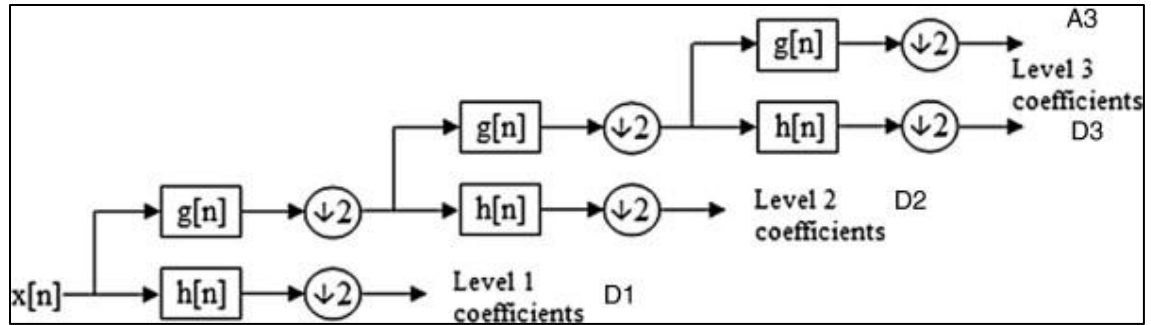 A3
g[n] ↓2
Level 3
coefficients
g[n] ↓2 h[n] ↓2
D3
g[n] ↓2 h[n] ↓2 Level 2 D2
coefficients
x[n] h[n] ↓2 Level 1 D1
coefficients